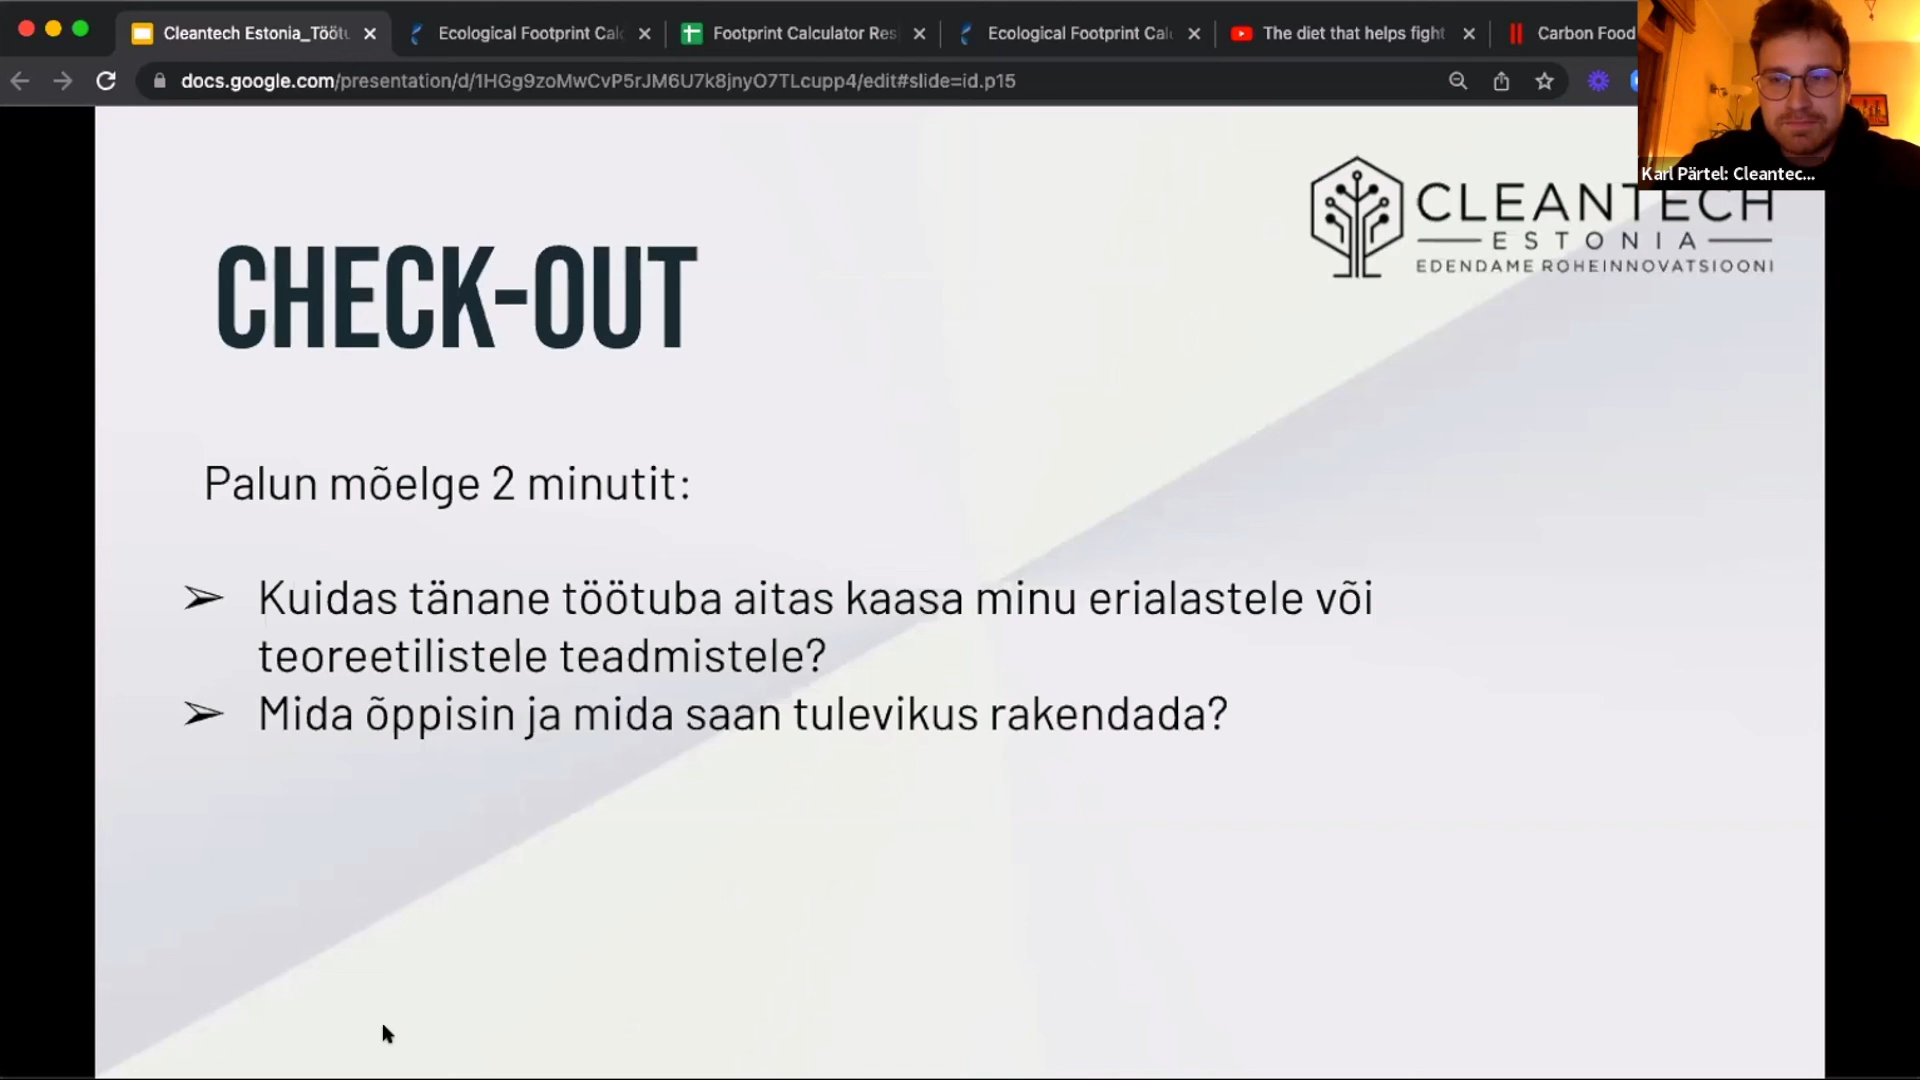 Cleantech Estonia_Töötu
Ecological Footprint Cal
Footprint Calculator Res
Ecological Footprint Cal
The diet that helps fight
Carbon Food
docs.google.com/presentation/d/1HGg9zoMwCvP5rJM6U7k8jnyO7TLcupp4/edit#slide=id.p15
Karl Pärtel: Cleantec...
CLEANTECH
ESTONIA
EDENDAME ROHEINNOVATSIOONI
CHECK-OUT
Palun mõelge 2 minutit:
➢ Kuidas tänane töötuba aitas kaasa minu erialastele või
teoreetilistele teadmistele?
➢ Mida õppisin ja mida saan tulevikus rakendada?